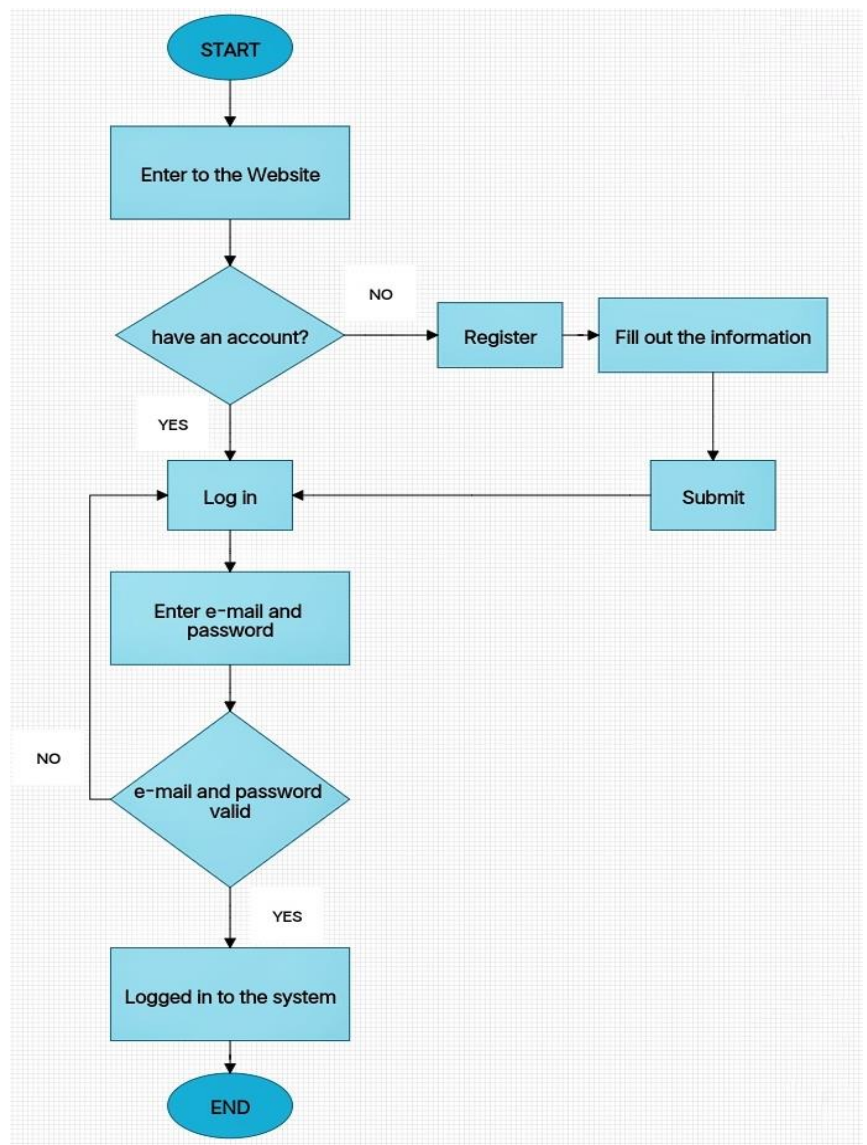 START
Enter to the Website
have an account?
NO
Register
Fill out the information
YES
Log in
Submit
Enter e-mail and
password
NO
e-mail and password
valid
YES
Logged in to the system
END